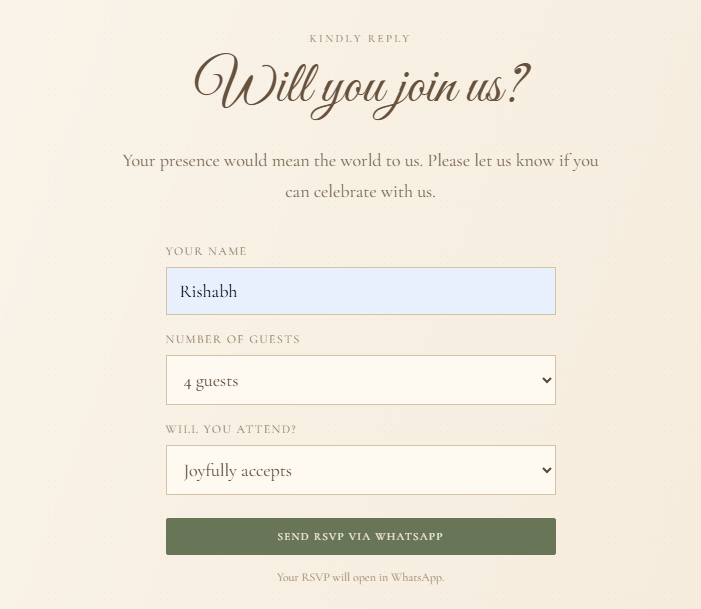 KINDLY REPLY
Will you join us?
Your presence would mean the world to us. Please let us know if you
can celebrate with us.
YOUR NAME
Rishabh
NUMBER OF GUESTS
4 guests
WILL YOU ATTEND?
Joyfully accepts
SEND RSVP VIA WHATSAPP
Your RSVP will open in WhatsApp.